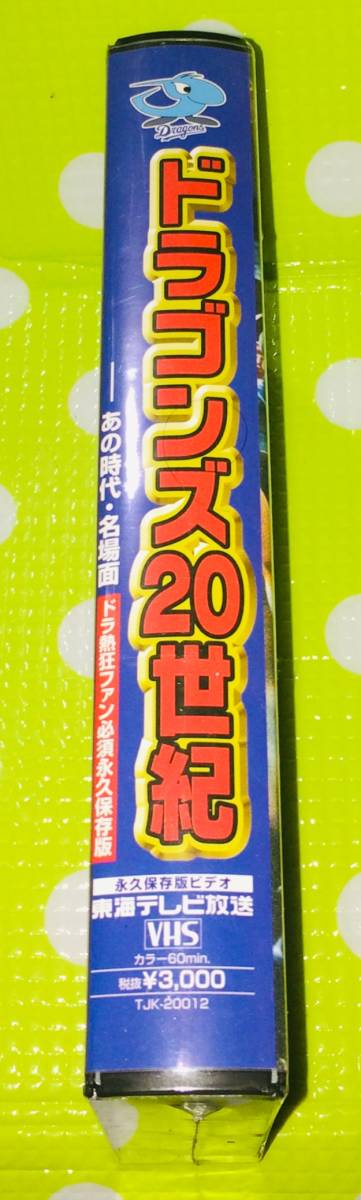 Dragons
ドラゴンズ20世紀
―あの時代・名場面
ドラ熱狂ファン必須永久保存版
永久保存版ビデオ
東海テレビ放送
VHS
カラー60min.
税抜¥3,000
TJK-20012